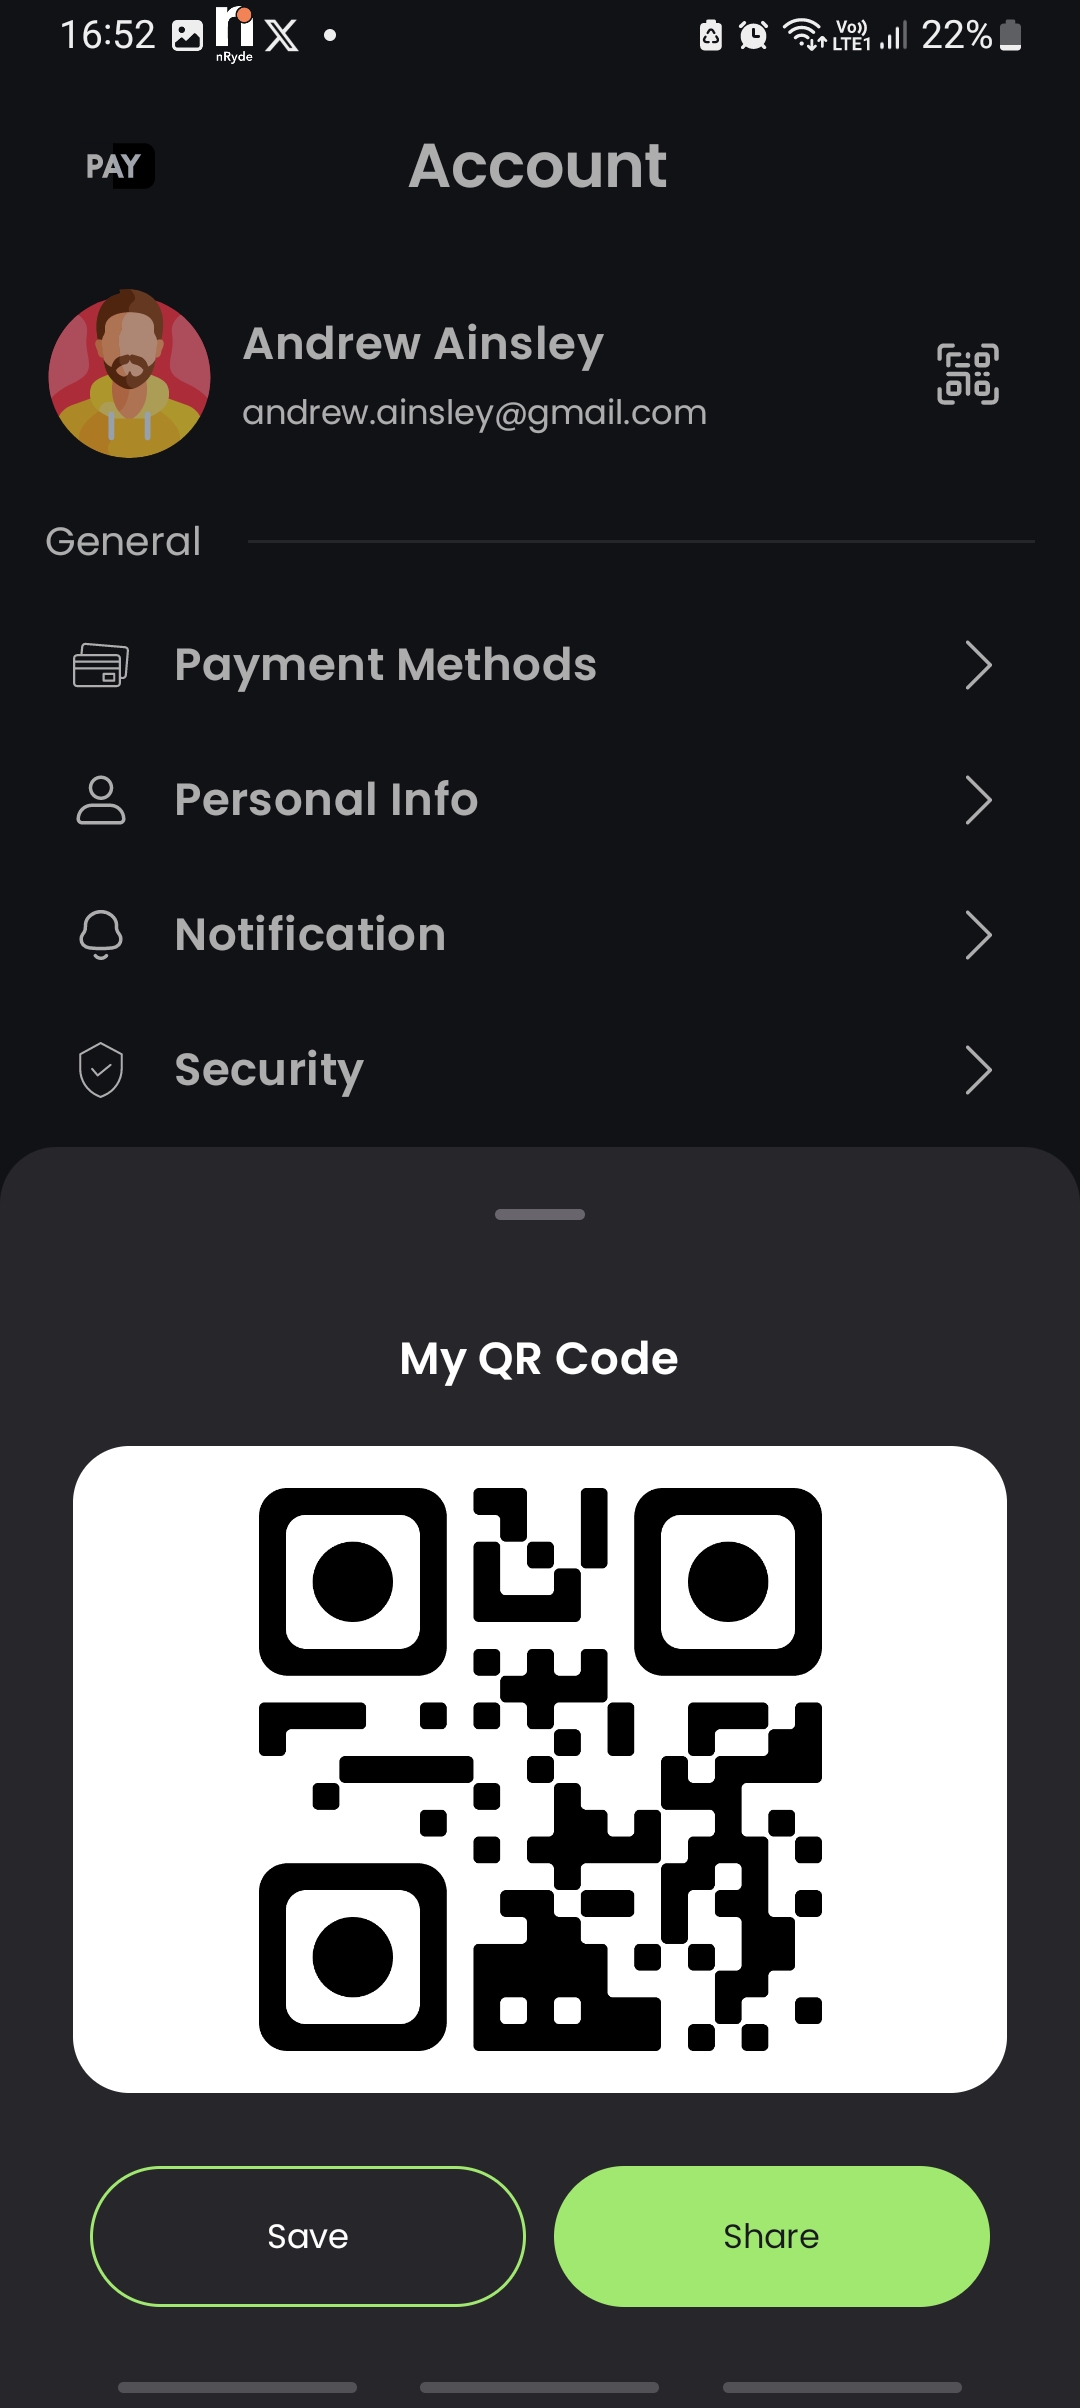 16:52
nRyde
Vo))
LTE1
22%
PAY
Account
Andrew Ainsley
andrew.ainsley@gmail.com
General
Payment Methods
Personal Info
Notification
Security
My QR Code
Save
Share